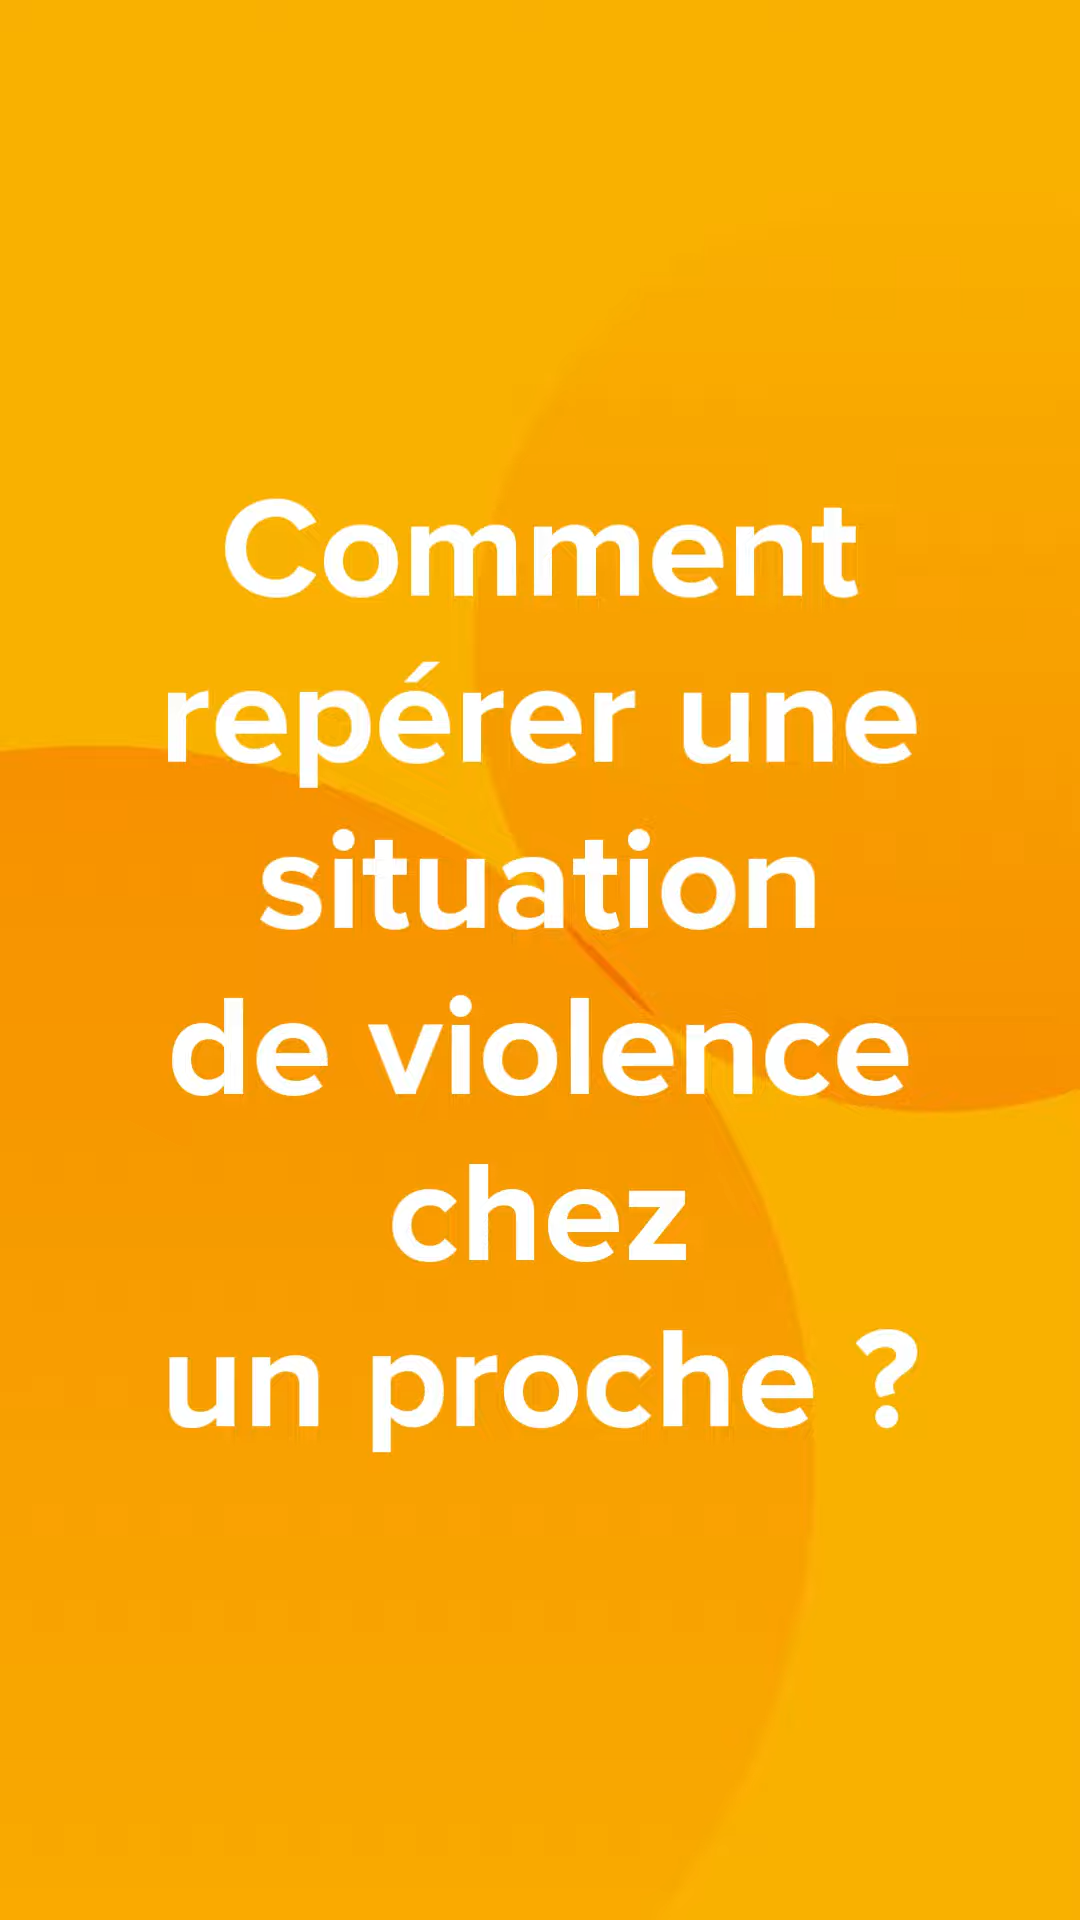 Comment
repérer une
situation
de violence
chez
un proche ?